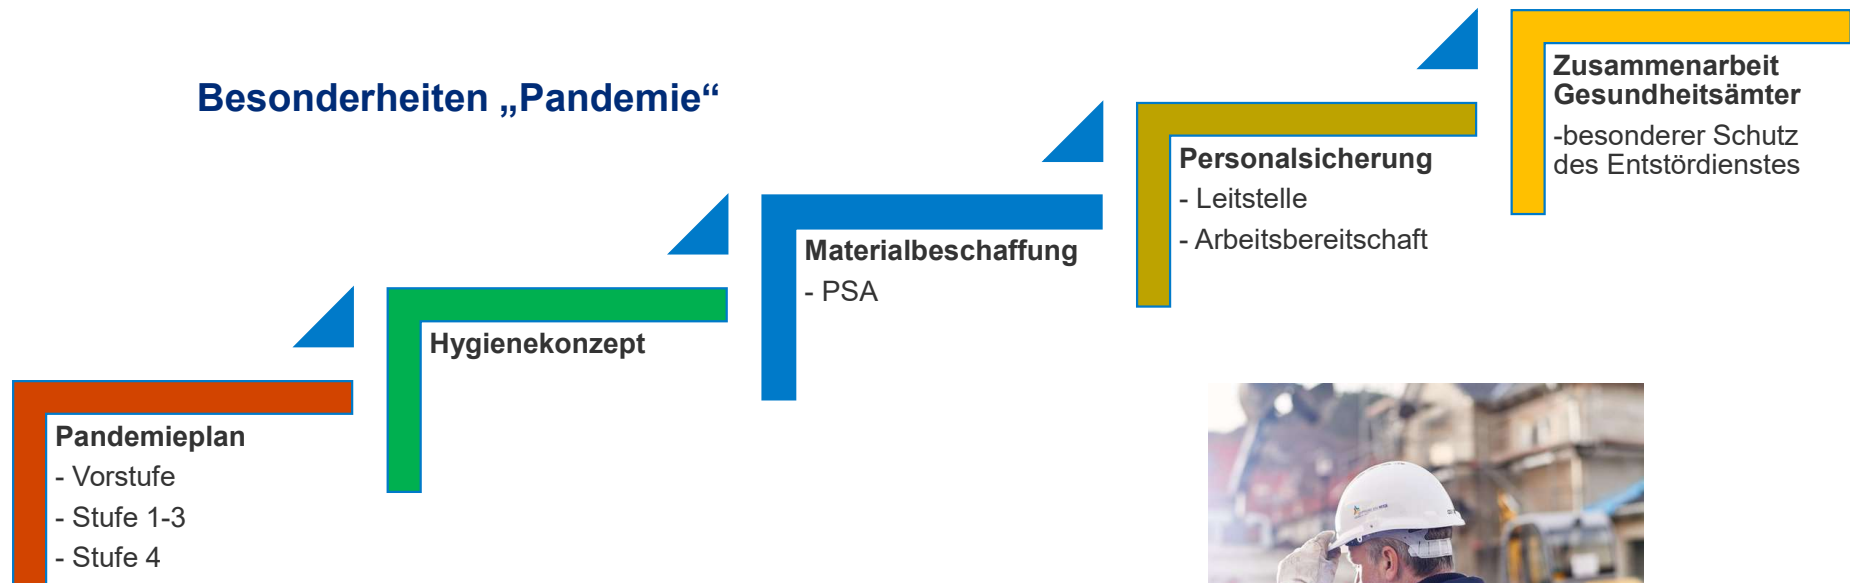 Besonderheiten „Pandemie“
Pandemieplan
- Vorstufe
- Stufe 1-3
- Stufe 4
Hygienekonzept
Materialbeschaffung
- PSA
Personalsicherung
- Leitstelle
- Arbeitsbereitschaft
Zusammenarbeit
Gesundheitsämter
-besonderer Schutz
des Entstördienstes